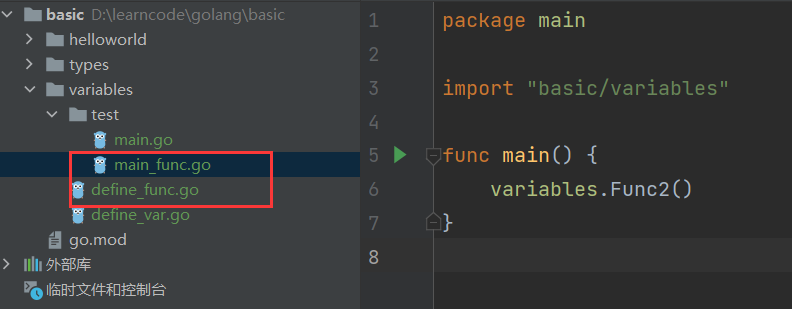 basic D:\learncode\golang\basic
helloworld
types
variables
test
main.go
main_func.go
define_func.go
define_var.go
go.mod
外部库
临时文件和控制台
1 package main
2
3 import "basic/variables"
4
5 func main() {
6 variables.Func2()
7 }
8